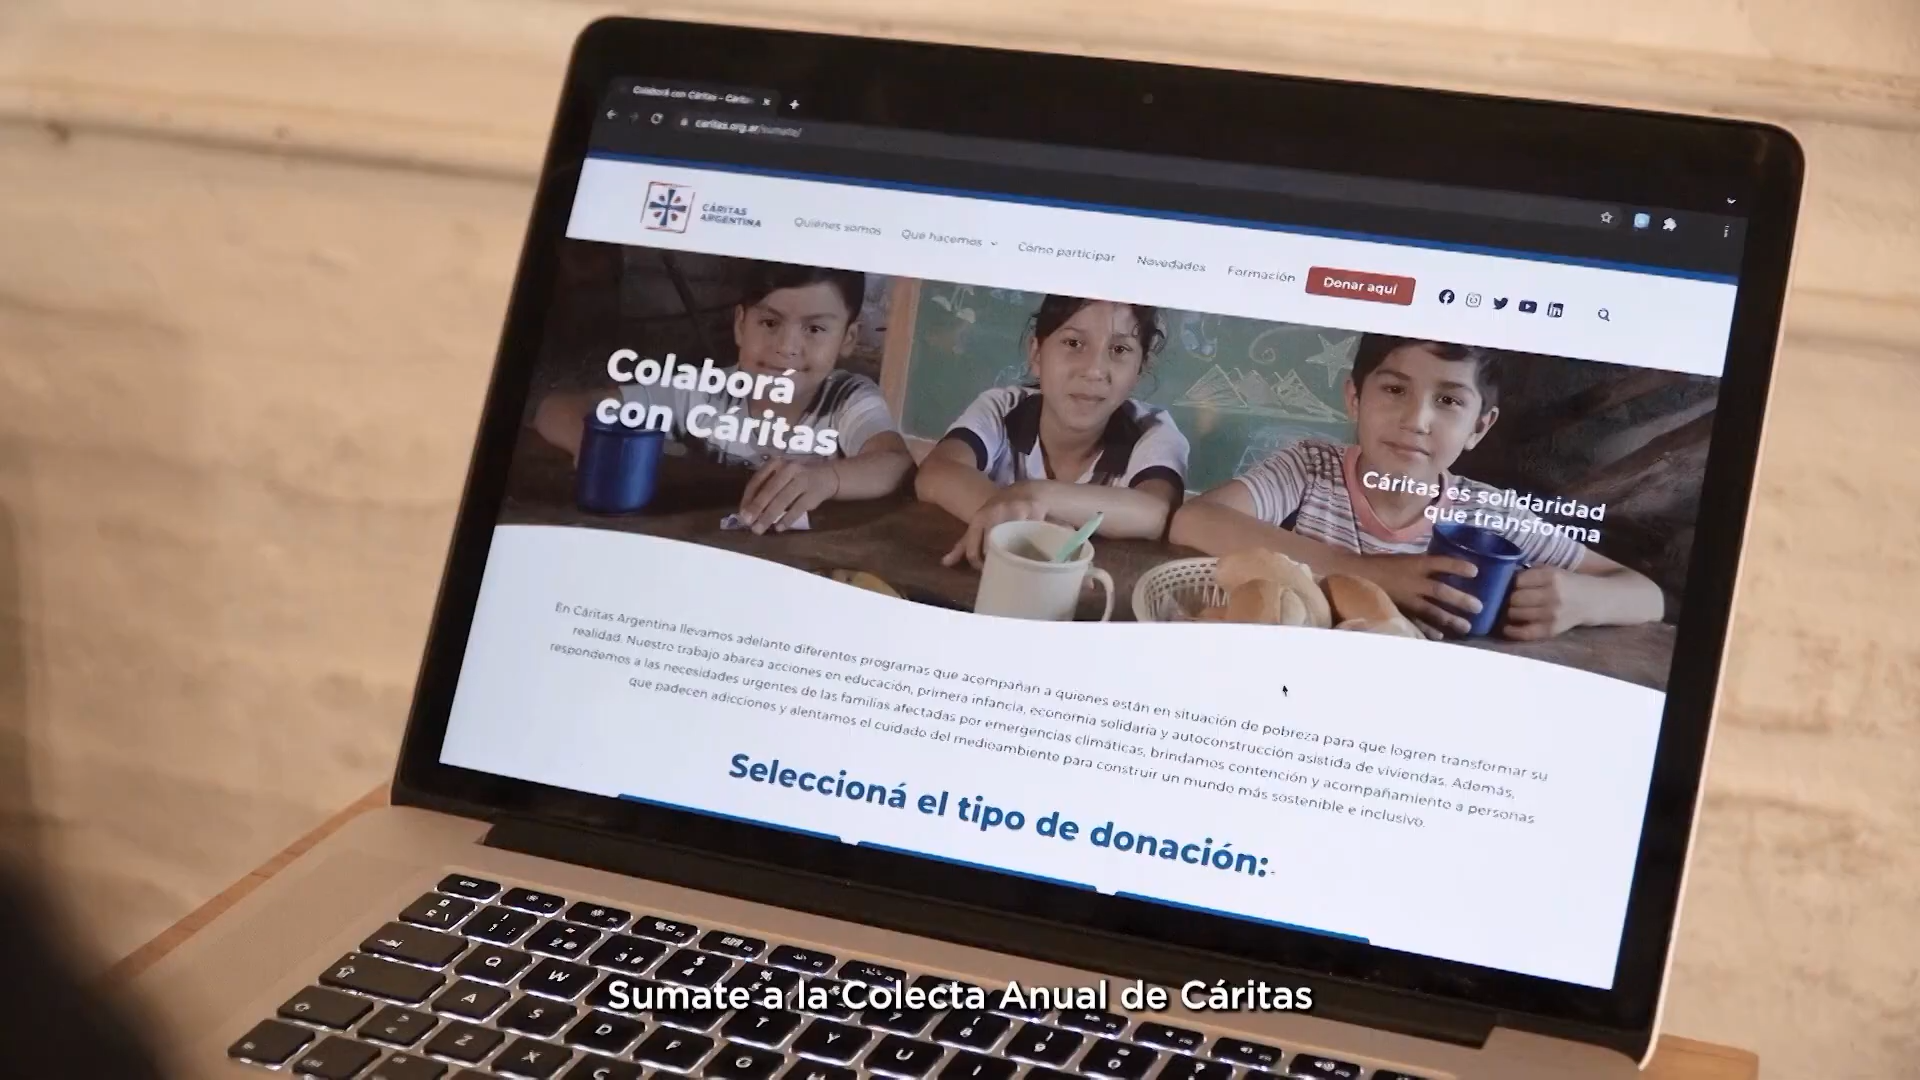 Colaborá con Cáritas – Cárita
caritas.org.ar/sumate/
CÁRITAS
ARGENTINA
Quiénes somos
Qué hacemos
Cómo participar
Novedades
Formación
Donar aquí
Colaborá
con Cáritas
Cáritas es solidaridad
que transforma
En Cáritas Argentina llevamos adelante diferentes programas que acompañan a quienes están en situación de pobreza para que logren transformar su
realidad. Nuestro trabajo abarca acciones en educación, primera infancia, economía solidaria y autoconstrucción asistida de viviendas. Además,
respondemos a las necesidades urgentes de las familias afectadas por emergencias climáticas, brindamos contención y acompañamiento a personas
que padecen adicciones y alentamos el cuidado del medioambiente para construir un mundo más sostenible e inclusivo.
Seleccioná el tipo de donación:
Q W
A S D F G
Z X C
T Y U I
Sumate a la Colecta Anual de Cáritas